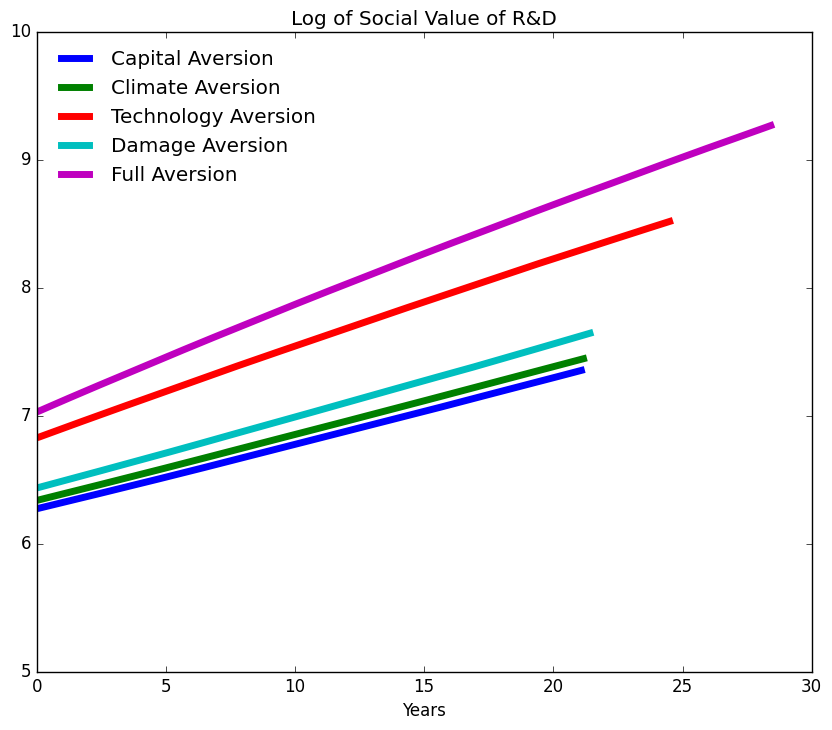 Log of Social Value of R&D
10
9
8
7
6
5
Capital Aversion
Climate Aversion
Technology Aversion
Damage Aversion
Full Aversion
0 5 10 15 20 25 30
Years